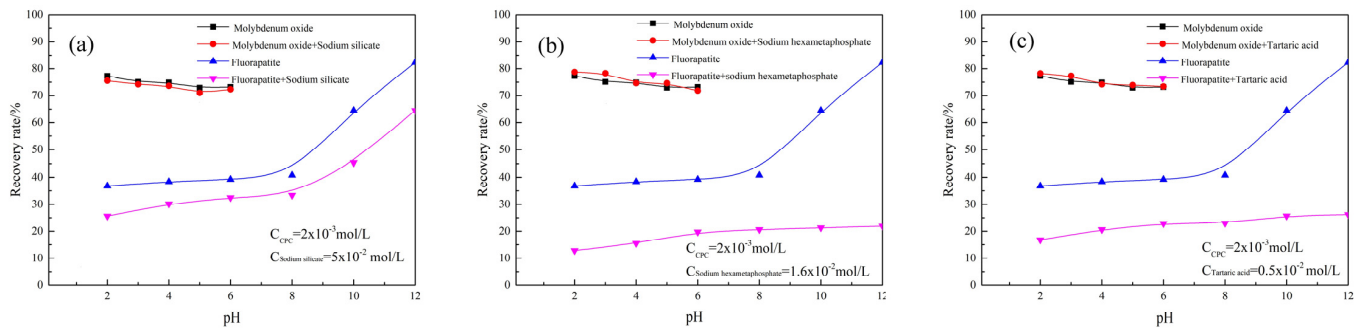 (a)
Molybdenum oxide
Molybdenum oxide+Sodium silicate
Fluorapatite
Fluorapatite+Sodium silicate
C_CPC=2x10^-3mol/L
C_Sodium silicate=5x10^-2 mol/L
Recovery rate/%
100
90
80
70
60
50
40
30
20
10
0
0 2 4 6 8 10 12
pH
(b)
Molybdenum oxide
Molybdenum oxide+Sodium hexametaphosphate
Fluorapatite
Fluorapatite+sodium hexametaphosphate
C_CPC=2x10^-3mol/L
C_Sodium hexametaphosphate=1.6x10^-2mol/L
Recovery rate/%
100
90
80
70
60
50
40
30
20
10
0
0 2 4 6 8 10 12
pH
(c)
Molybdenum oxide
Molybdenum oxide+Tartaric acid
Fluorapatite
Fluorapatite+Tartaric acid
C_CPC=2x10^-3mol/L
C_Tartaric acid=0.5x10^-2 mol/L
Recovery rate/%
100
90
80
70
60
50
40
30
20
10
0
0 2 4 6 8 10 12
pH